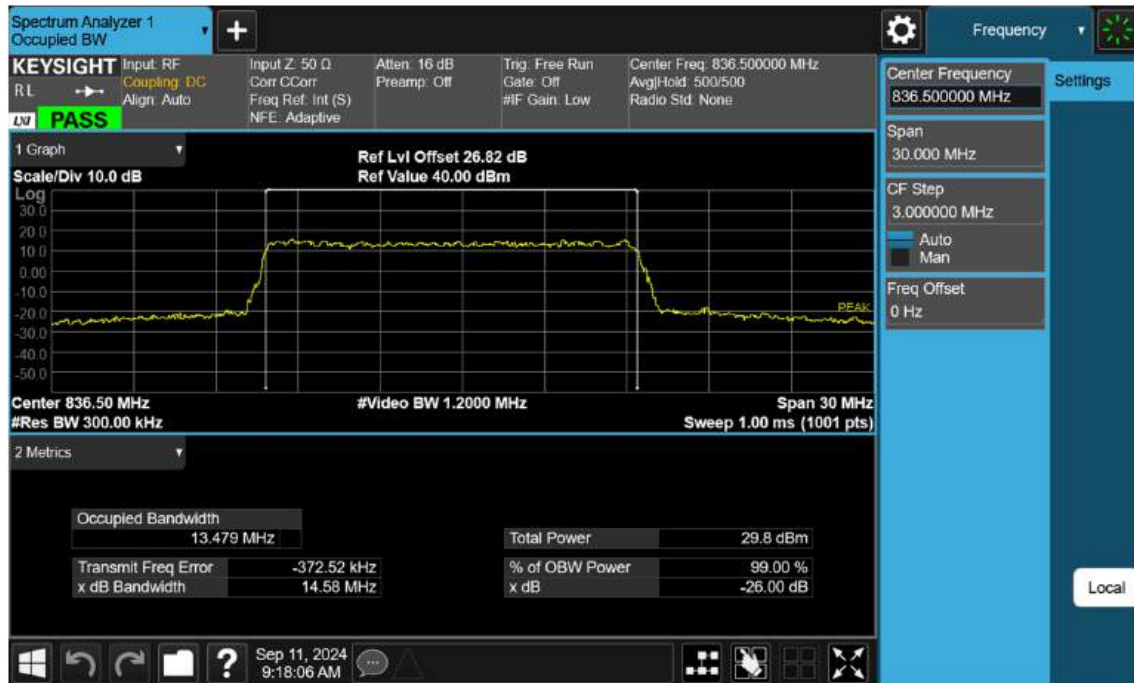 Spectrum Analyzer 1
Occupied BW
Frequency
KEYSIGHT
R L
LXI
PASS
Input: RF
Coupling: DC
Align: Auto
Input Z: 50 Ω
Corr CCorr
Freq Ref: Int (S)
NFE: Adaptive
Atten: 16 dB
Preamp: Off
Trig: Free Run
Gate: Off
#IF Gain: Low
Center Freq: 836.500000 MHz
Avg|Hold: 500/500
Radio Std: None
Center Frequency
836.500000 MHz
Settings
Span
30.000 MHz
CF Step
3.000000 MHz
Auto
Man
Freq Offset
0 Hz
Local
1 Graph
Scale/Div 10.0 dB
Ref Lvl Offset 26.82 dB
Ref Value 40.00 dBm
Log
30.0
20.0
10.0
0.00
-10.0
-20.0
-30.0
-40.0
-50.0
PEAK
Center 836.50 MHz
#Video BW 1.2000 MHz
Span 30 MHz
#Res BW 300.00 kHz
Sweep 1.00 ms (1001 pts)
2 Metrics
Occupied Bandwidth
13.479 MHz
Total Power 29.8 dBm
Transmit Freq Error -372.52 kHz
% of OBW Power 99.00 %
x dB Bandwidth 14.58 MHz
x dB -26.00 dB
Sep 11, 2024
9:18:06 AM